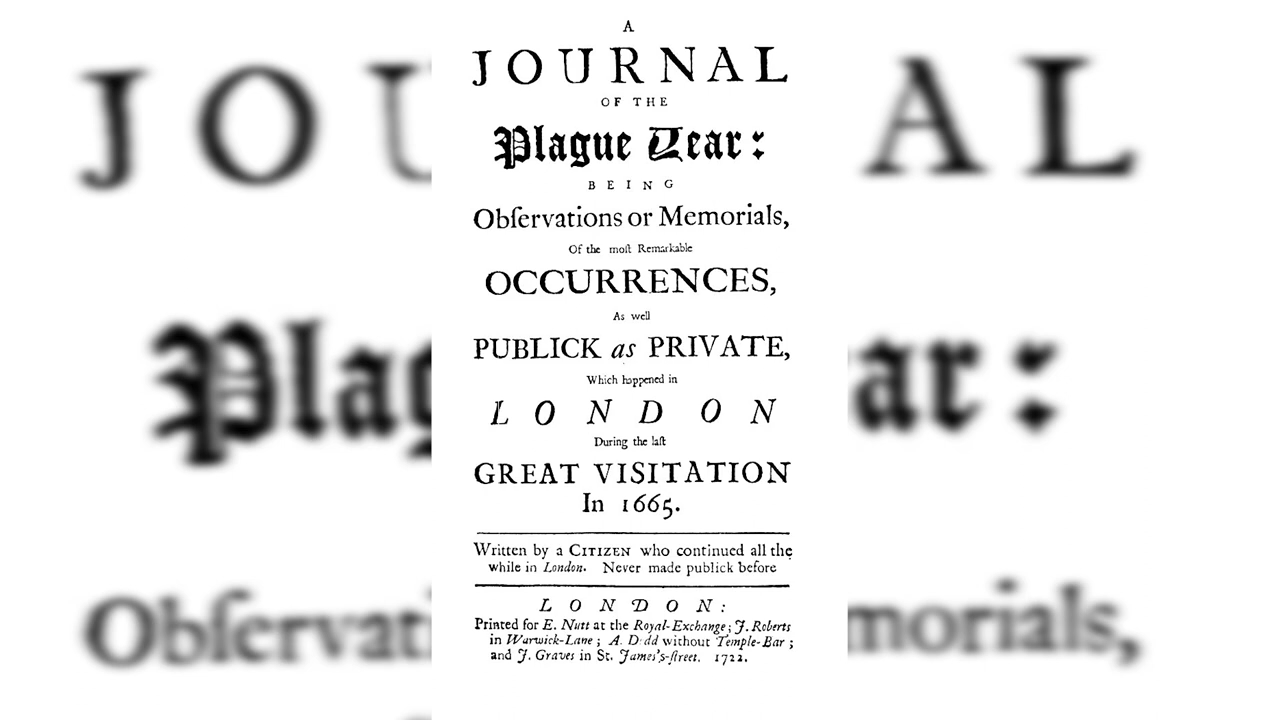 A
JOURNAL
OF THE
Plague Year:
BEING
Obſervations or Memorials,
Of the moſt Remarkable
OCCURRENCES,
As well
PUBLICK as PRIVATE,
Which happened in
LONDON
During the laſt
GREAT VISITATION
In 1665.
Written by a CITIZEN who continued all the
while in London. Never made publick before
LONDON:
Printed for E. Nutt at the Royal-Exchange; J. Roberts
in Warwick-Lane; A. Dodd without Temple-Bar;
and J. Graves in St. James's-ſtreet. 1722.